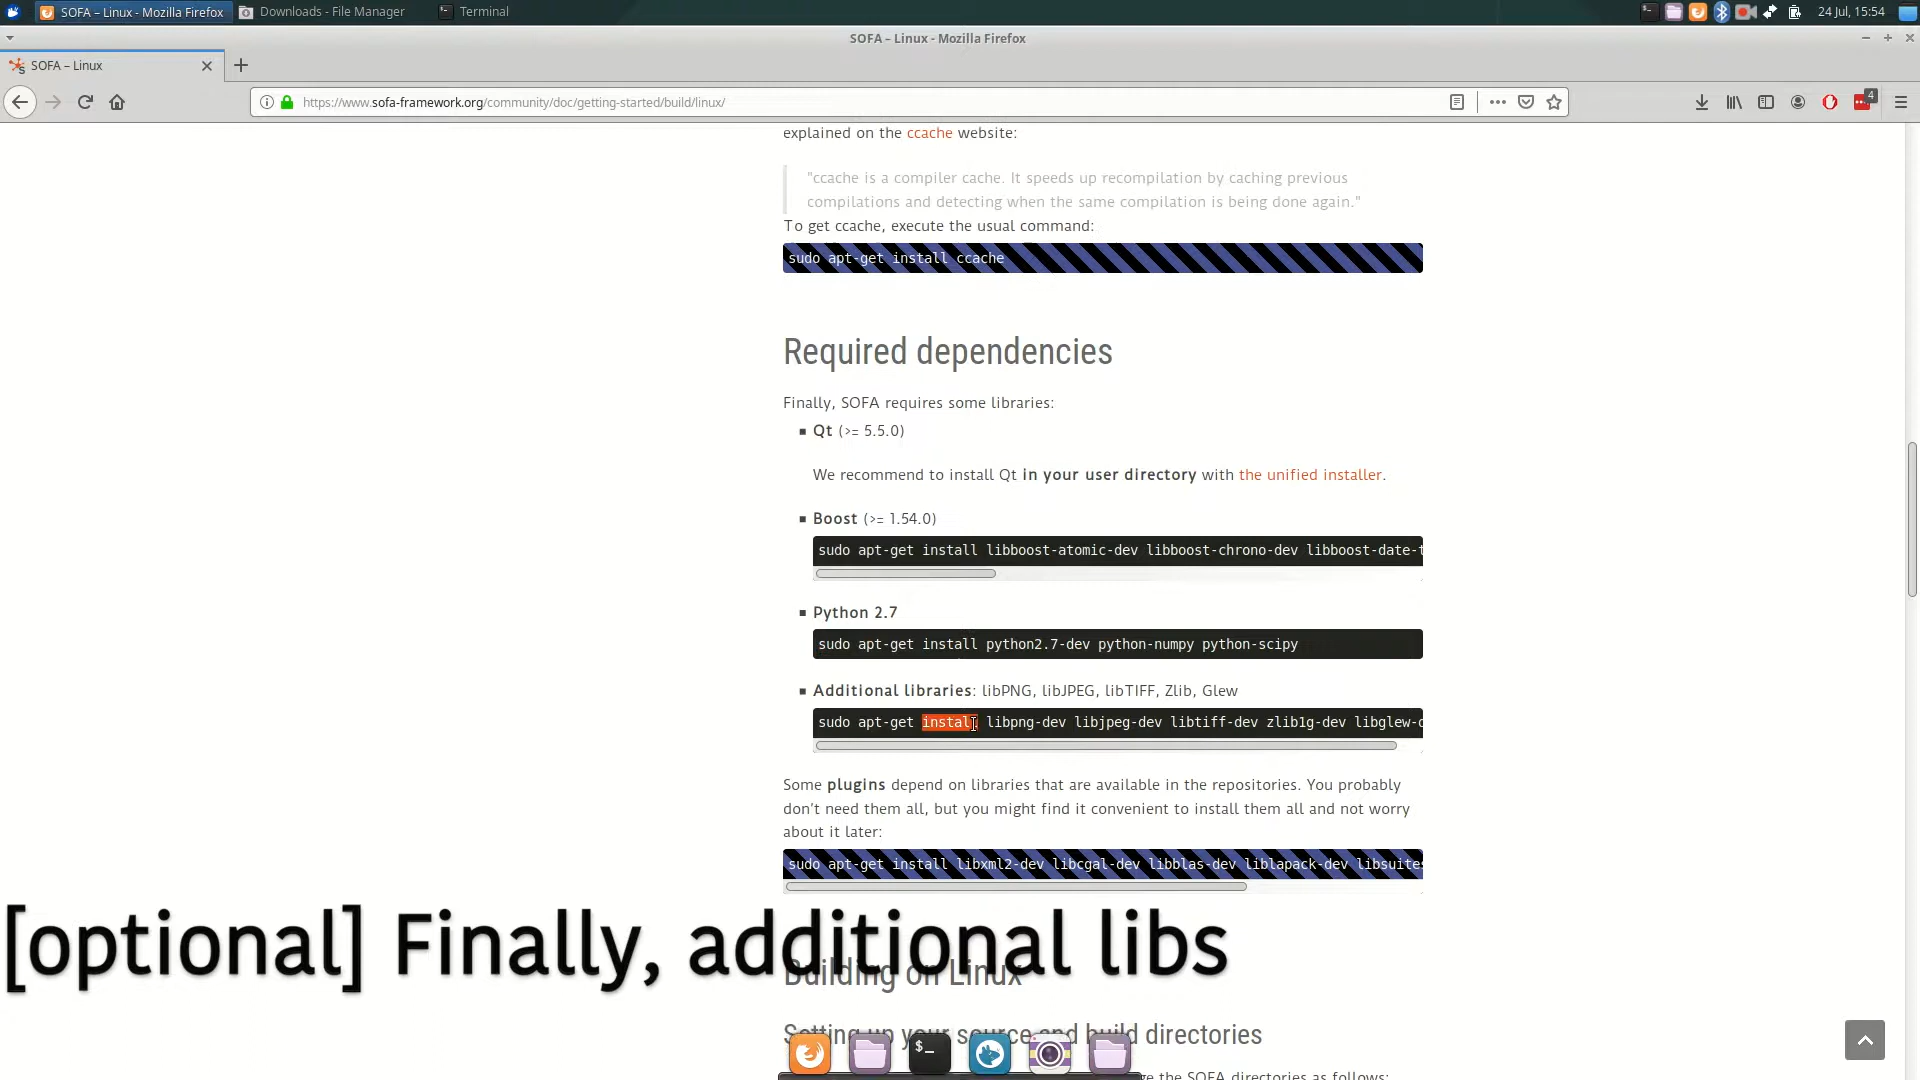 SOFA – Linux - Mozilla Firefox
Downloads - File Manager
Terminal
24 Jul, 15:54
SOFA – Linux - Mozilla Firefox
SOFA – Linux
https://www.sofa-framework.org/community/doc/getting-started/build/linux/
4
explained on the ccache website:
"ccache is a compiler cache. It speeds up recompilation by caching previous
compilations and detecting when the same compilation is being done again."
To get ccache, execute the usual command:
sudo apt-get install ccache
Required dependencies
Finally, SOFA requires some libraries:
Qt (>= 5.5.0)
We recommend to install Qt in your user directory with the unified installer.
Boost (>= 1.54.0)
sudo apt-get install libboost-atomic-dev libboost-chrono-dev libboost-date-t
Python 2.7
sudo apt-get install python2.7-dev python-numpy python-scipy
Additional libraries: libPNG, libJPEG, libTIFF, Zlib, Glew
sudo apt-get install libpng-dev libjpeg-dev libtiff-dev zlib1g-dev libglew-d
Some plugins depend on libraries that are available in the repositories. You probably
don't need them all, but you might find it convenient to install them all and not worry
about it later:
sudo apt-get install libxml2-dev libcgal-dev libblas-dev liblapack-dev libsuites
[optional] Finally, additional libs
Building on Linux
Setting up your source and build directories
the SOFA directories as follows: